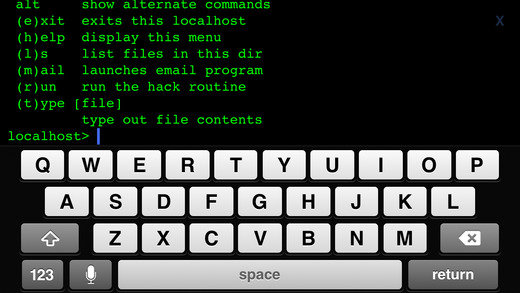 alt     show alternate commands
(e)xit  exits this localhost
X
(h)elp  display this menu
(l)s    list files in this dir
(m)ail  launches email program
(r)un   run the hack routine
(t)ype [file]
        type out file contents
localhost>
Q W E R T Y U I O P
A S D F G H J K L
Z X C V B N M
123 space return